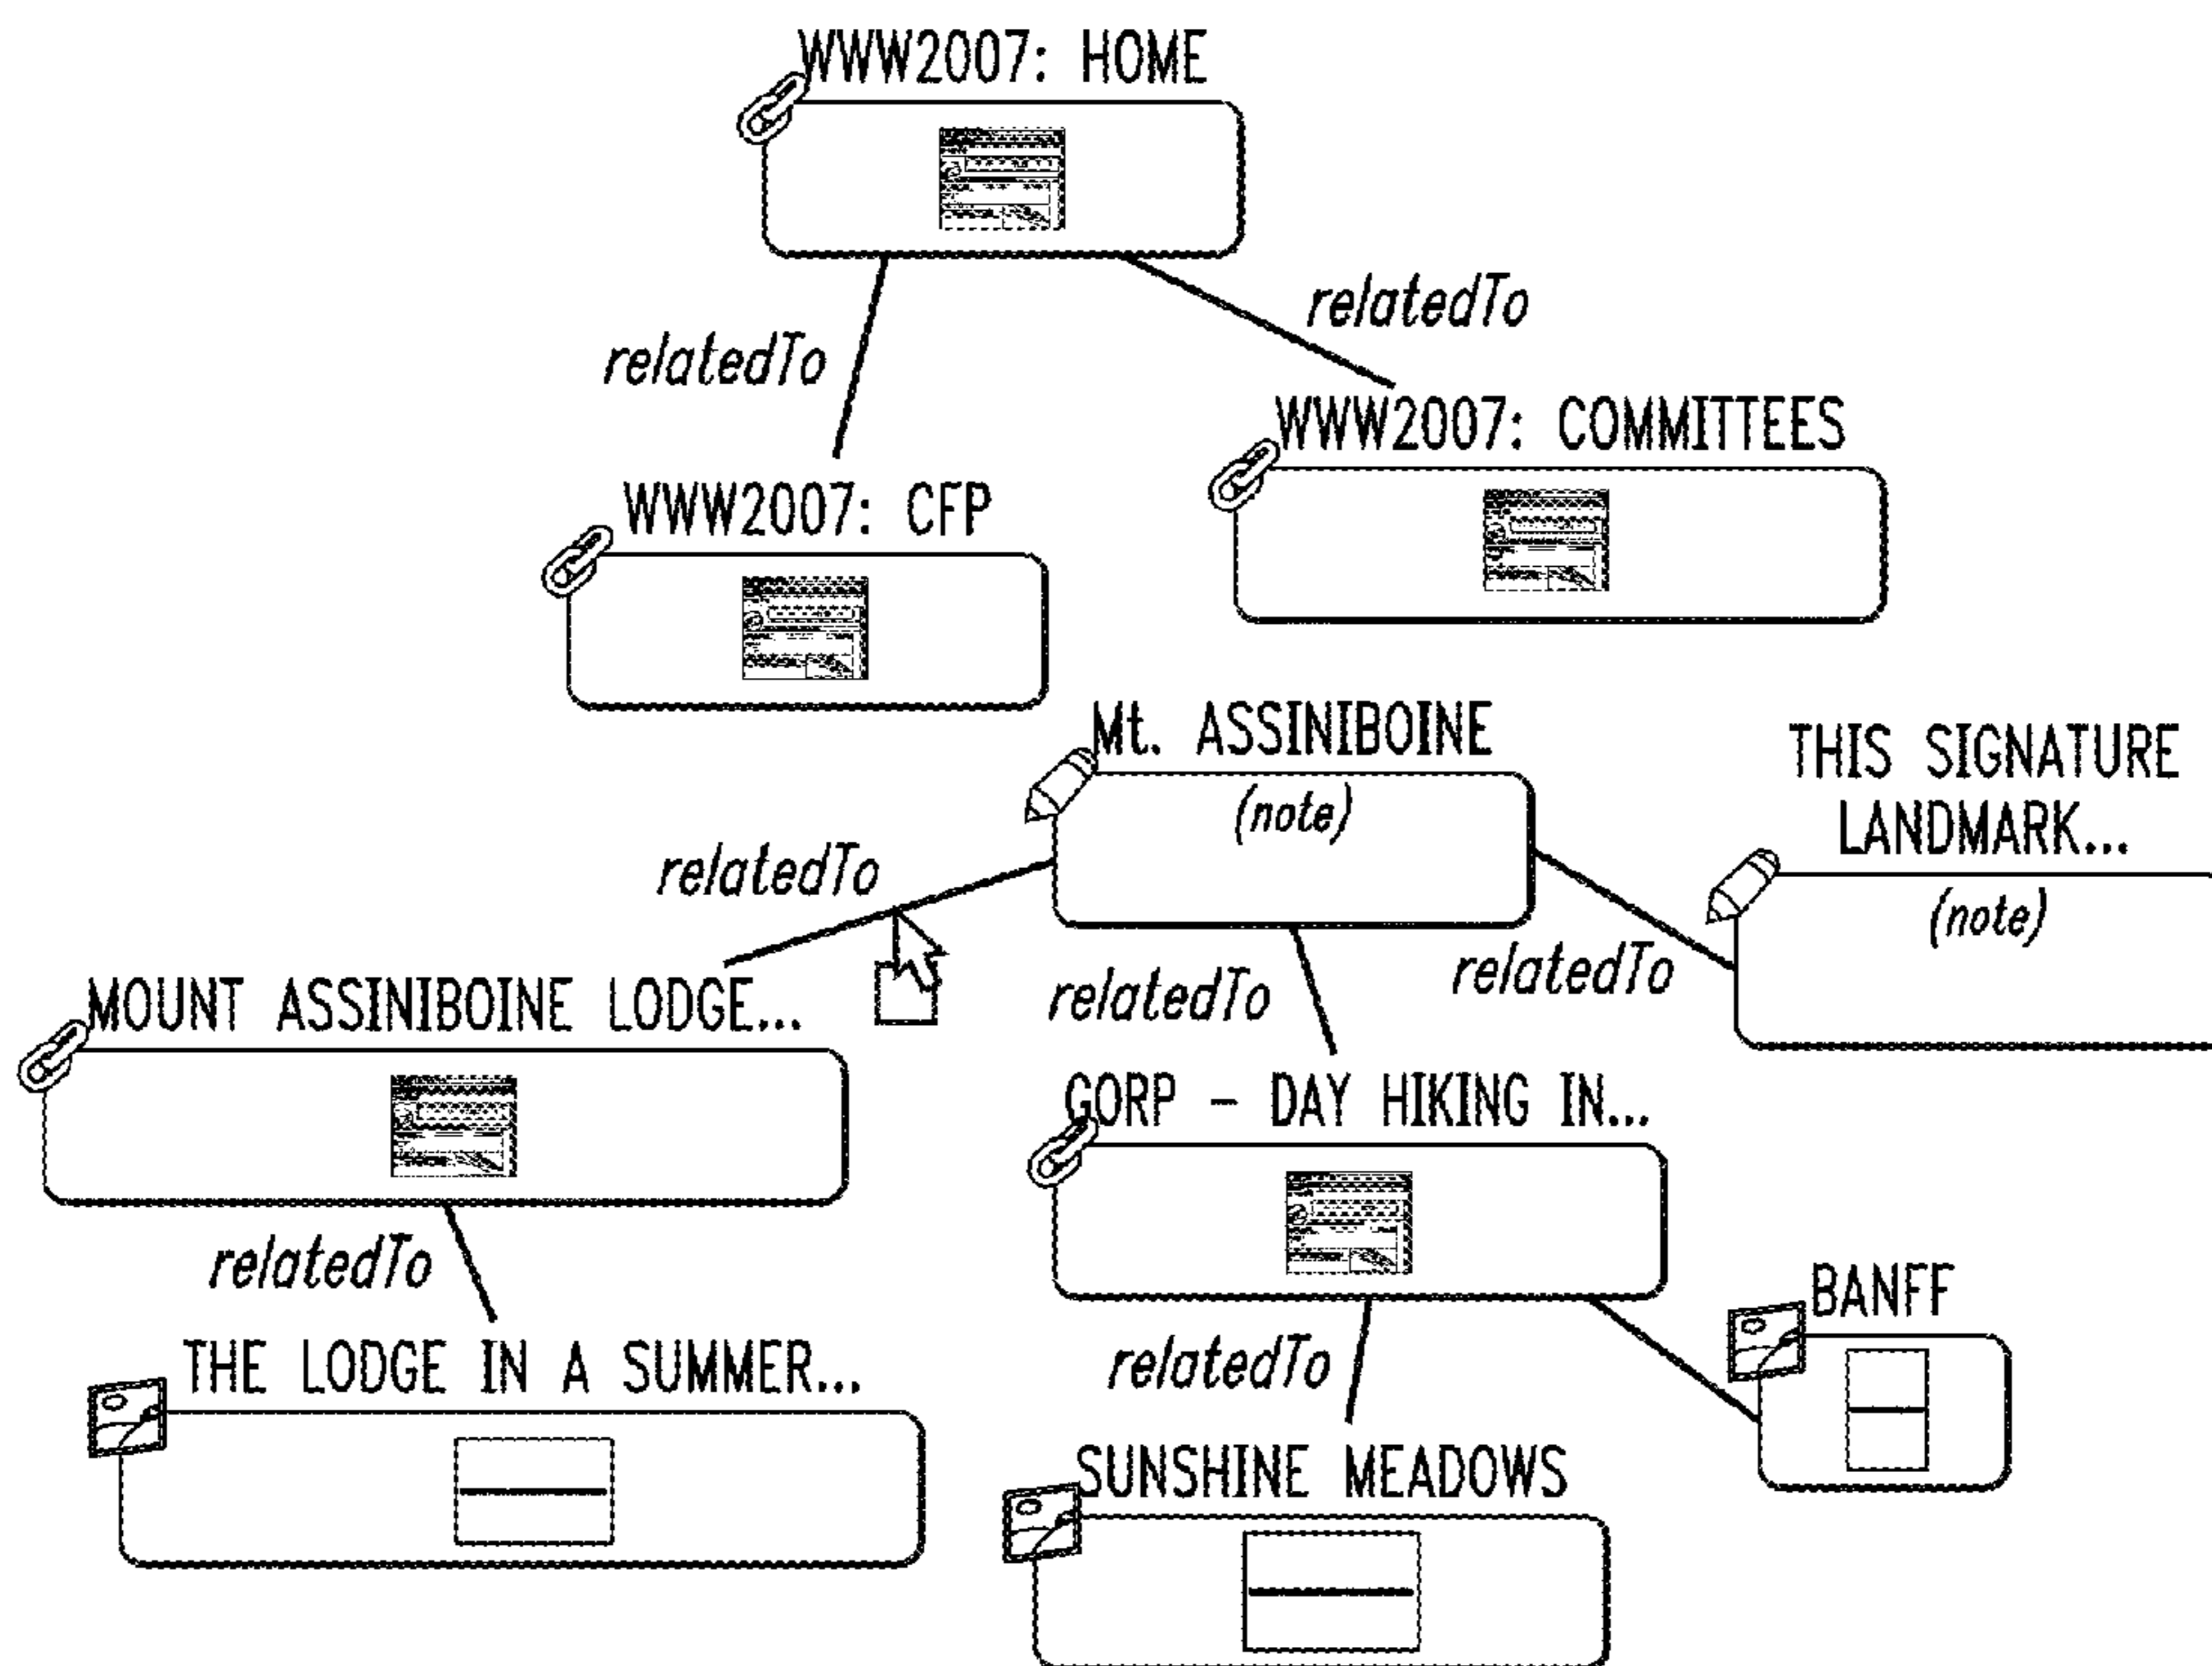 WWW2007: HOME
relatedTo
relatedTo
WWW2007: COMMITTEES
WWW2007: CFP
Mt. ASSINIBOINE
(note)
THIS SIGNATURE
LANDMARK...
(note)
relatedTo
relatedTo
relatedTo
MOUNT ASSINIBOINE LODGE...
GORP - DAY HIKING IN...
relatedTo
BANFF
THE LODGE IN A SUMMER...
relatedTo
SUNSHINE MEADOWS